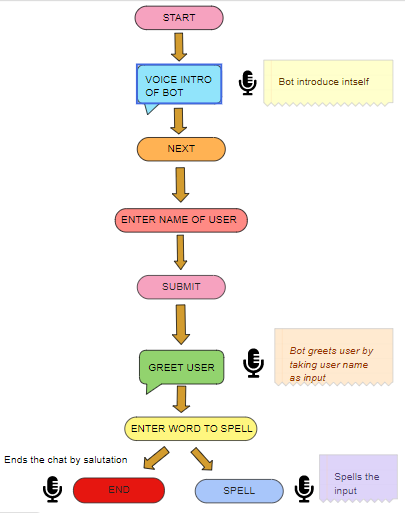 START
VOICE INTRO
OF BOT
Bot introduce intself
NEXT
ENTER NAME OF USER
SUBMIT
GREET USER
Bot greets user by
taking user name
as input
ENTER WORD TO SPELL
Ends the chat by salutation
END
SPELL
Spells the
input